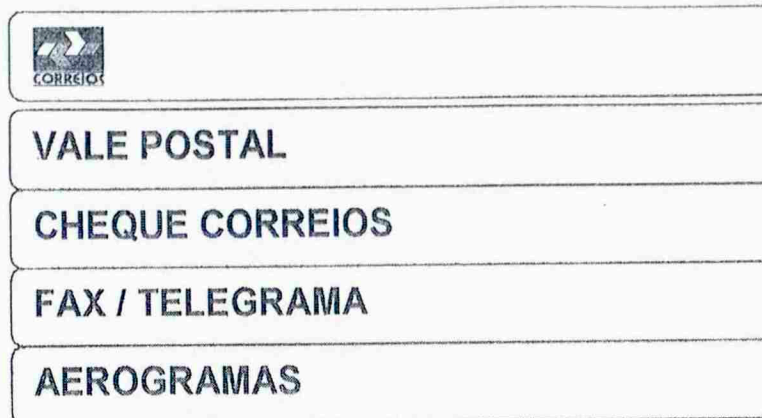 CORREIOS
VALE POSTAL
CHEQUE CORREIOS
FAX / TELEGRAMA
AEROGRAMAS